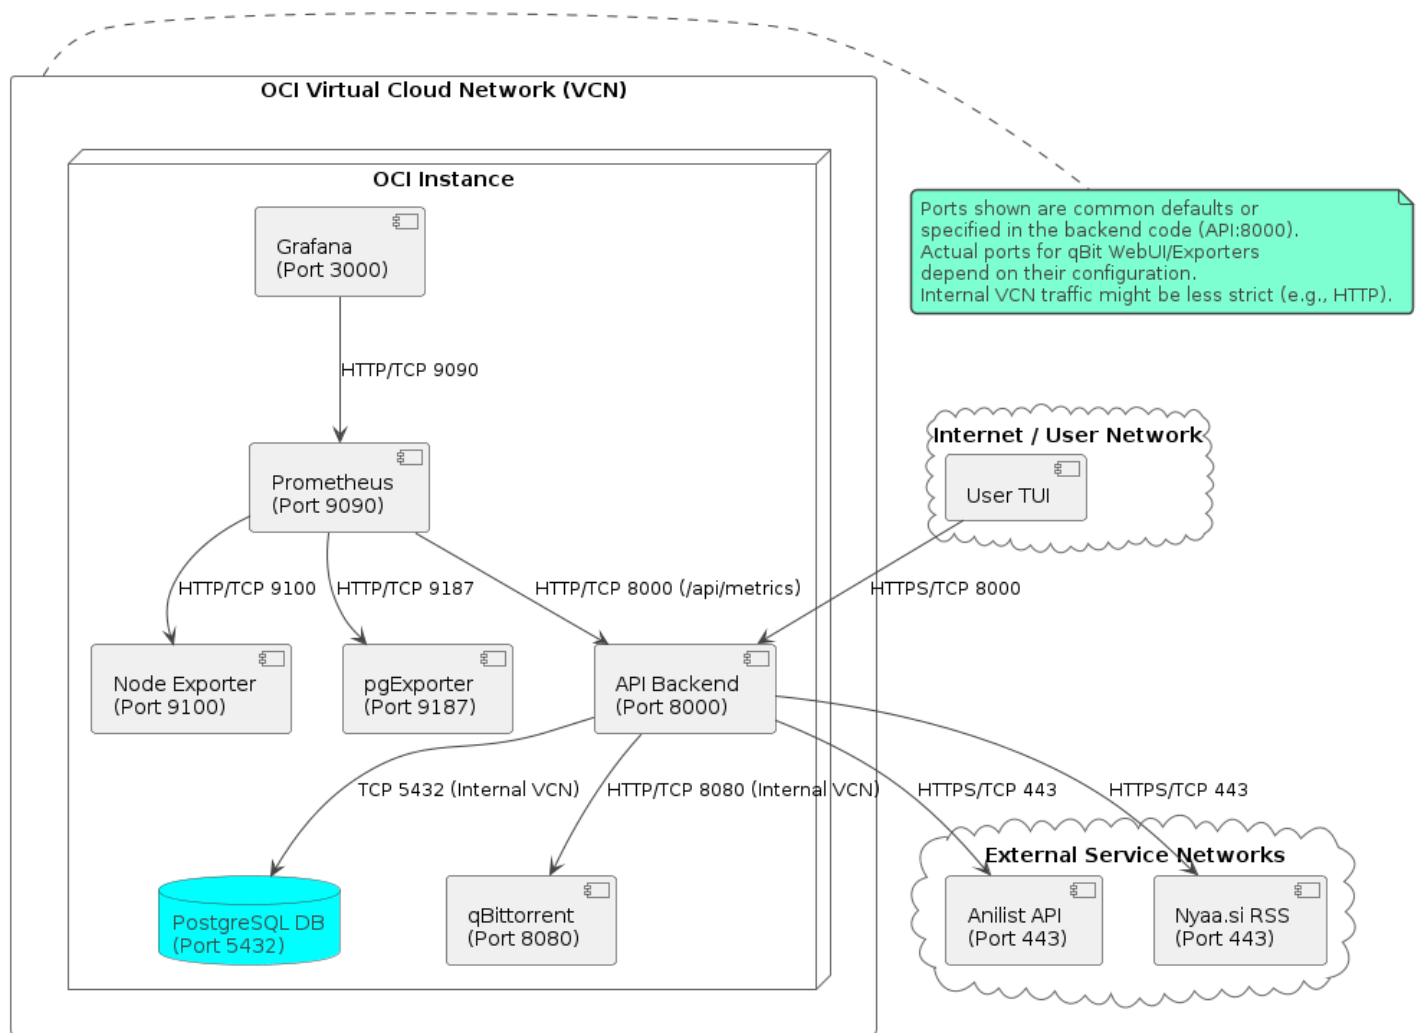 OCI Virtual Cloud Network (VCN)
OCI Instance
Grafana
(Port 3000)
Ports shown are common defaults or
specified in the backend code (API:8000).
Actual ports for qBit WebUI/Exporters
depend on their configuration.
Internal VCN traffic might be less strict (e.g., HTTP).
HTTP/TCP 9090
Internet / User Network
User TUI
Prometheus
(Port 9090)
HTTP/TCP 9100
HTTP/TCP 9187
HTTP/TCP 8000 (/api/metrics)
HTTPS/TCP 8000
Node Exporter
(Port 9100)
pgExporter
(Port 9187)
API Backend
(Port 8000)
TCP 5432 (Internal VCN)
HTTP/TCP 8080 (Internal VCN)
HTTPS/TCP 443
HTTPS/TCP 443
External Service Networks
PostgreSQL DB
(Port 5432)
qBittorrent
(Port 8080)
Anilist API
(Port 443)
Nyaa.si RSS
(Port 443)